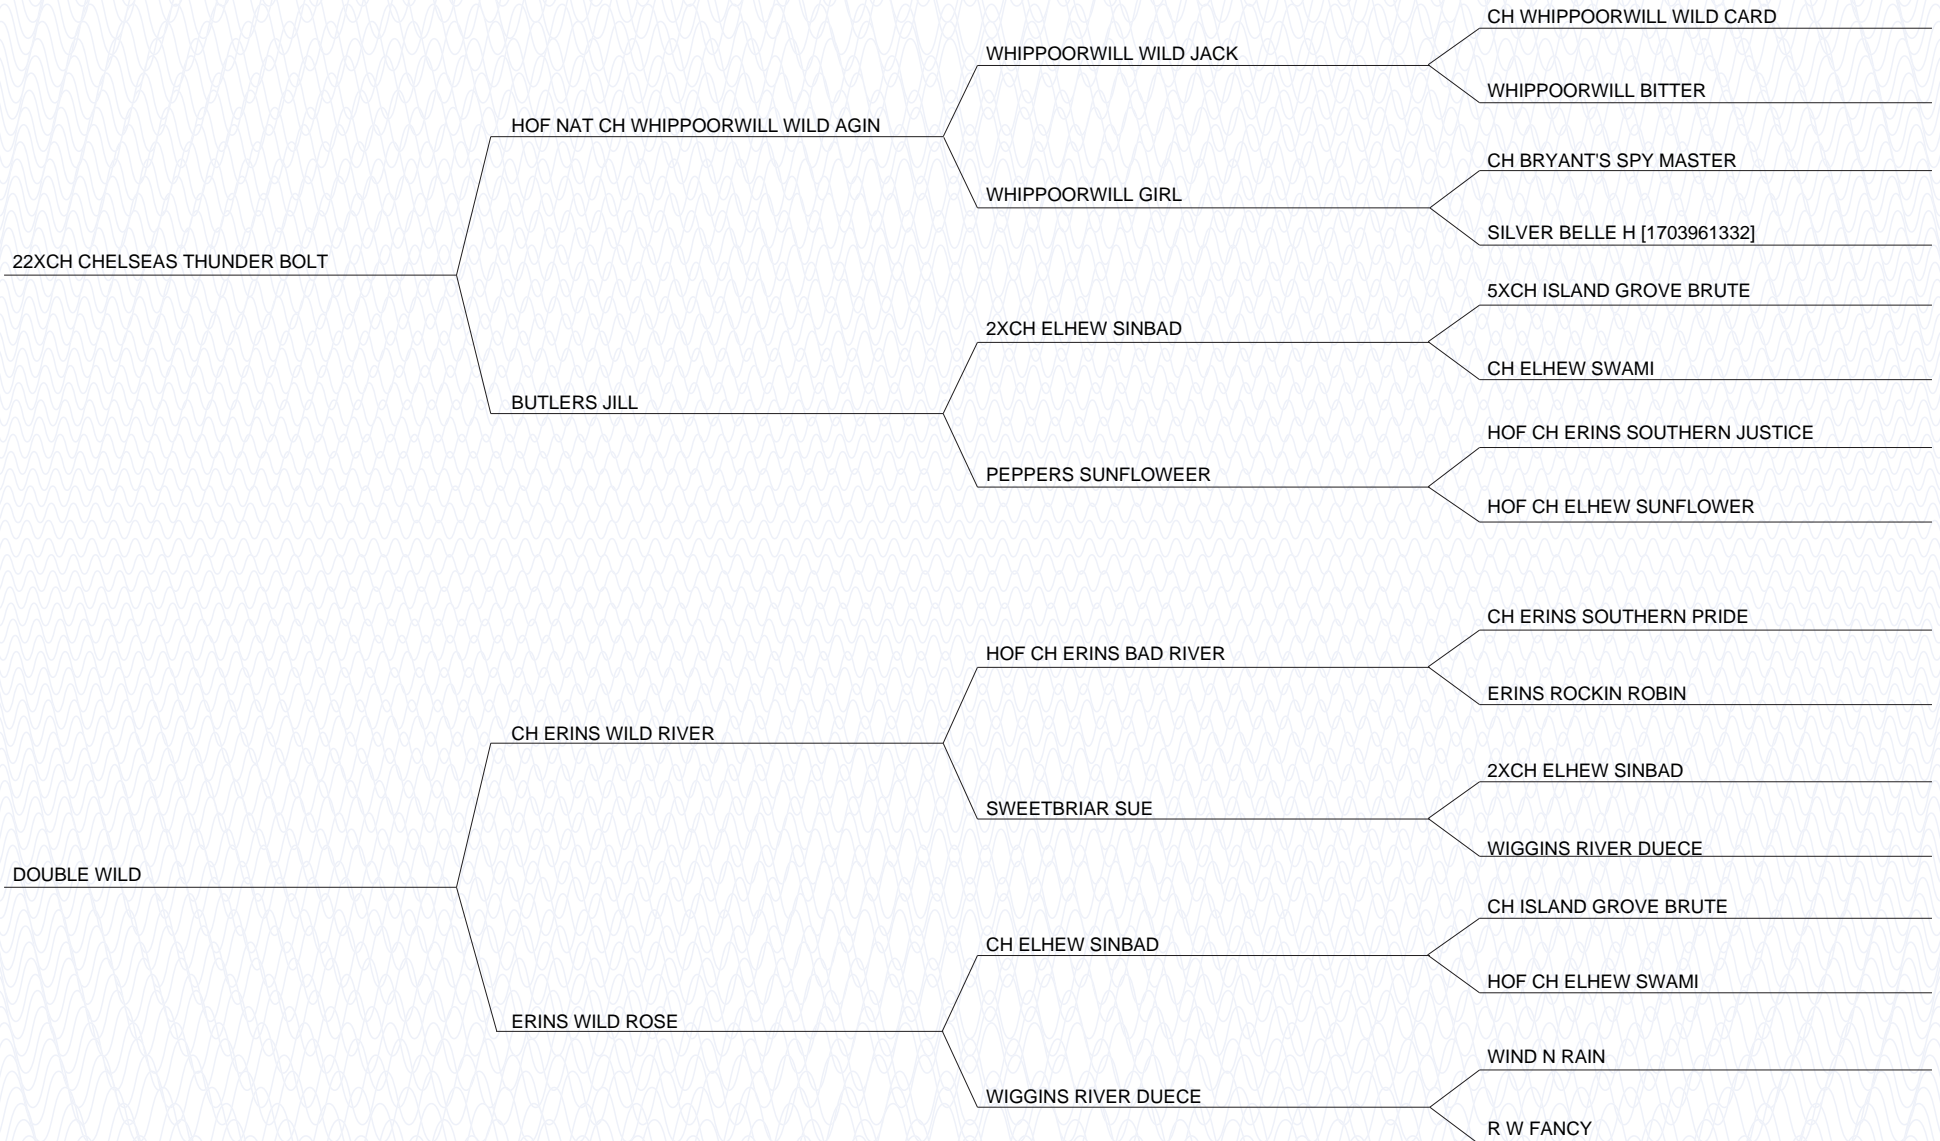 CH WHIPPOORWILL WILD CARD
WHIPPOORWILL WILD JACK
WHIPPOORWILL BITTER
HOF NAT CH WHIPPOORWILL WILD AGIN
CH BRYANT'S SPY MASTER
WHIPPOORWILL GIRL
SILVER BELLE H [1703961332]
22XCH CHELSEAS THUNDER BOLT
5XCH ISLAND GROVE BRUTE
2XCH ELHEW SINBAD
CH ELHEW SWAMI
BUTLERS JILL
HOF CH ERINS SOUTHERN JUSTICE
PEPPERS SUNFLOWEER
HOF CH ELHEW SUNFLOWER
CH ERINS SOUTHERN PRIDE
HOF CH ERINS BAD RIVER
ERINS ROCKIN ROBIN
CH ERINS WILD RIVER
2XCH ELHEW SINBAD
SWEETBRIAR SUE
WIGGINS RIVER DUECE
DOUBLE WILD
CH ISLAND GROVE BRUTE
CH ELHEW SINBAD
HOF CH ELHEW SWAMI
ERINS WILD ROSE
WIND N RAIN
WIGGINS RIVER DUECE
R W FANCY